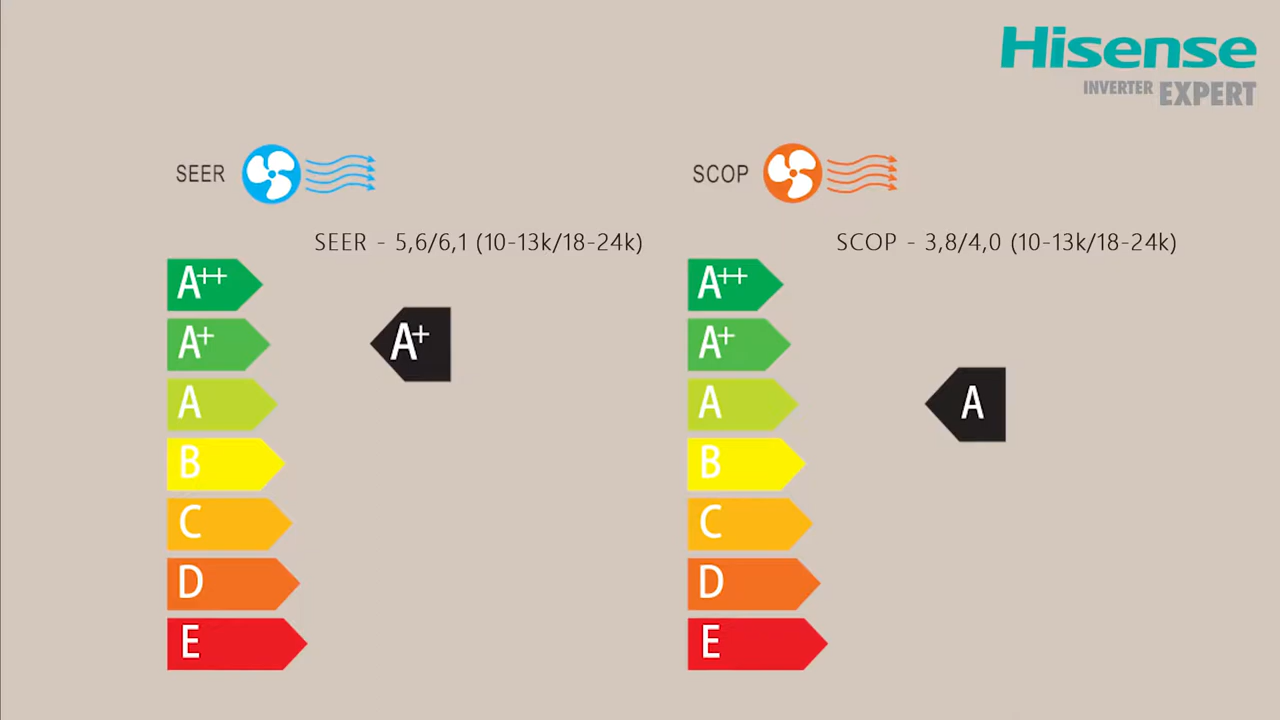 Hisense
INVERTER EXPERT
SEER
SEER - 5,6/6,1 (10-13k/18-24k)
A++
A+
A
B
C
D
E
A+
SCOP
SCOP - 3,8/4,0 (10-13k/18-24k)
A++
A+
A
B
C
D
E
A